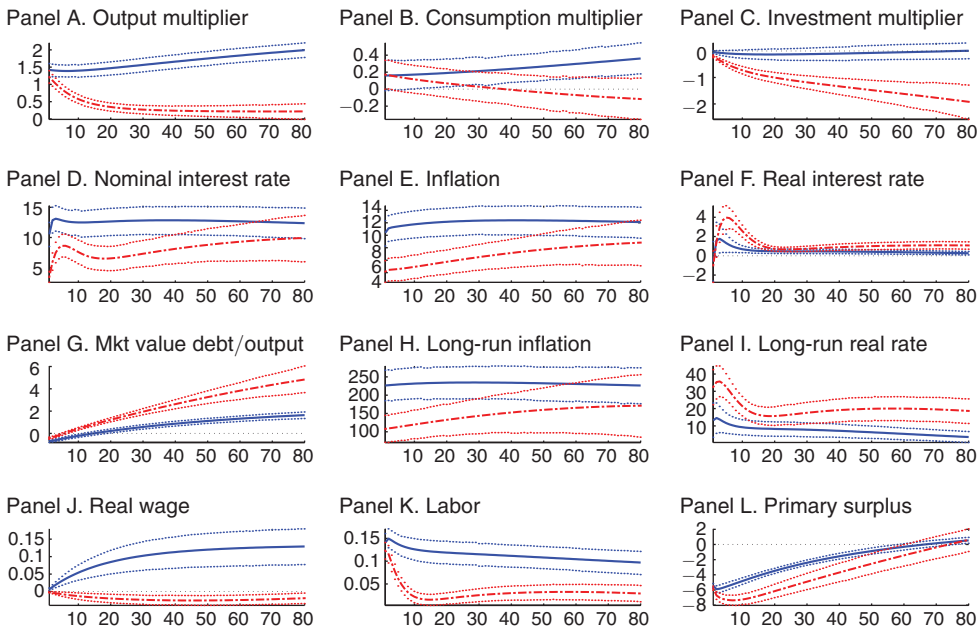 Panel A. Output multiplier
Panel B. Consumption multiplier
Panel C. Investment multiplier
2
1.5
1
0.5
0
10 20 30 40 50 60 70 80
0.4
0.2
0
−0.2
10 20 30 40 50 60 70 80
0
−1
−2
10 20 30 40 50 60 70 80
Panel D. Nominal interest rate
Panel E. Inflation
Panel F. Real interest rate
15
10
5
10 20 30 40 50 60 70 80
14
12
10
8
6
4
10 20 30 40 50 60 70 80
4
2
0
−2
10 20 30 40 50 60 70 80
Panel G. Mkt value debt/output
Panel H. Long-run inflation
Panel I. Long-run real rate
6
4
2
0
10 20 30 40 50 60 70 80
250
200
150
100
10 20 30 40 50 60 70 80
40
30
20
10
10 20 30 40 50 60 70 80
Panel J. Real wage
Panel K. Labor
Panel L. Primary surplus
0.1
0.05
0
10 20 30 40 50 60 70 80
0.15
0.1
0.05
10 20 30 40 50 60 70 80
2
0
−2
−4
−6
−8
10 20 30 40 50 60 70 80